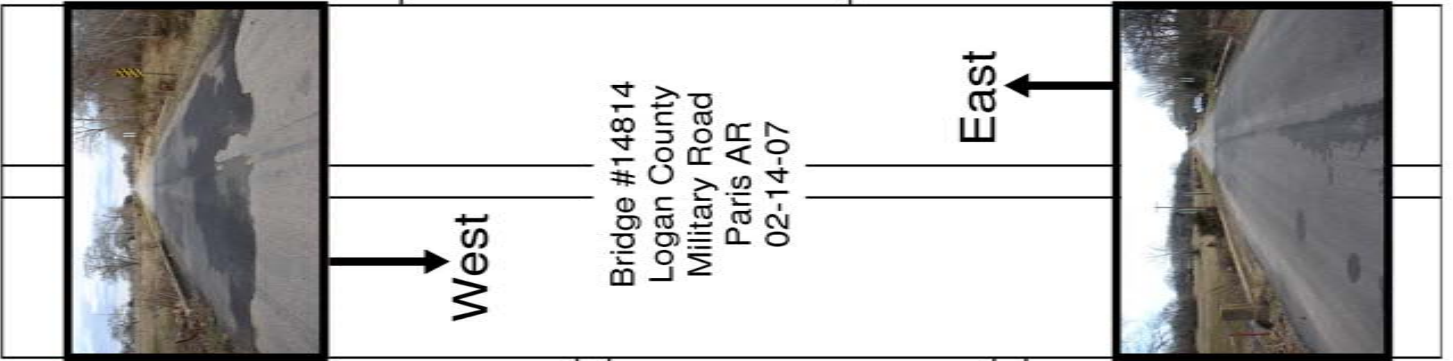 West
Bridge #14814
Logan County
Military Road
Paris AR
02-14-07
East